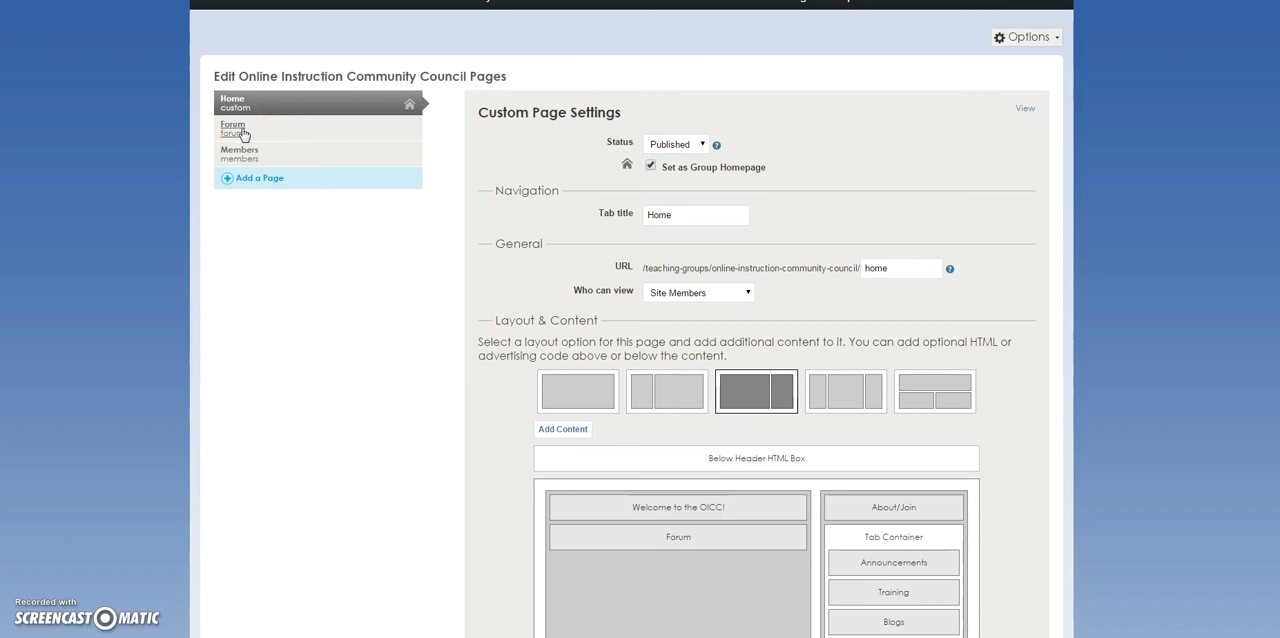 Options
Edit Online Instruction Community Council Pages
Home
custom
Forum
forum
Members
members
Add a Page
Custom Page Settings
View
Status
Published
Set as Group Homepage
Navigation
Tab title
Home
General
URL
/teaching-groups/online-instruction-community-council/
home
Who can view
Site Members
Layout & Content
Select a layout option for this page and add additional content to it. You can add optional HTML or
advertising code above or below the content.
Add Content
Below Header HTML Box
Welcome to the OICC!
About/Join
Forum
Tab Container
Announcements
Training
Blogs
Recorded with
SCREENCAST-O-MATIC